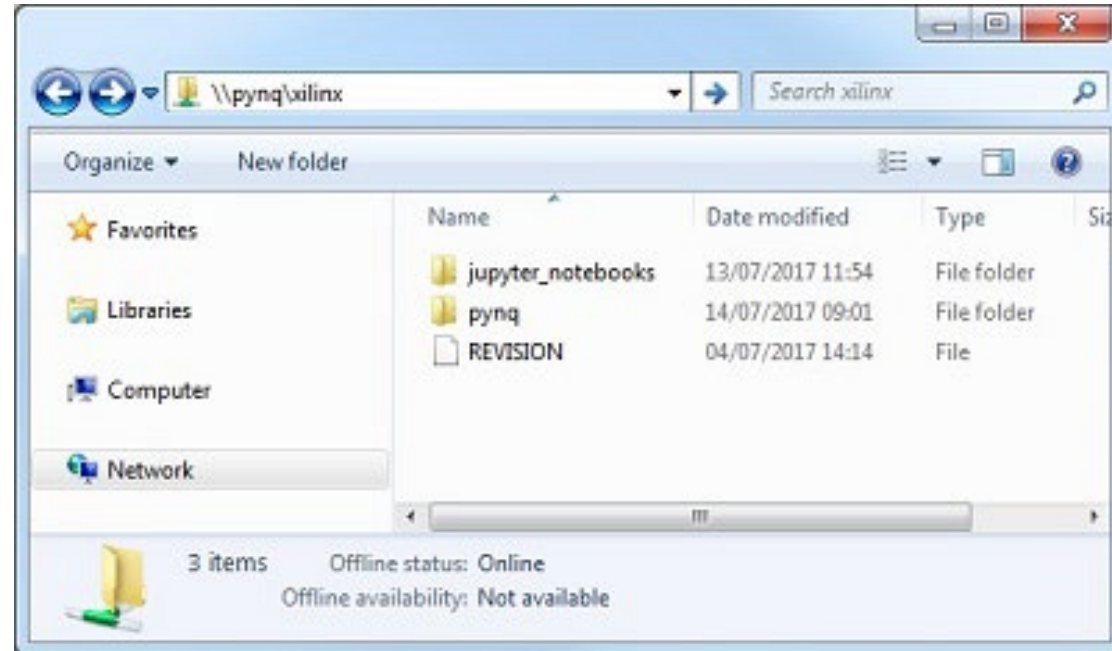 \\pynq\xilinx
Search xilinx
Organize
New folder
Name
Date modified
Type
Siz
Favorites
Libraries
Computer
Network
jupyter_notebooks 13/07/2017 11:54 File folder
pynq 14/07/2017 09:01 File folder
REVISION 04/07/2017 14:14 File
3 items Offline status: Online
Offline availability: Not available